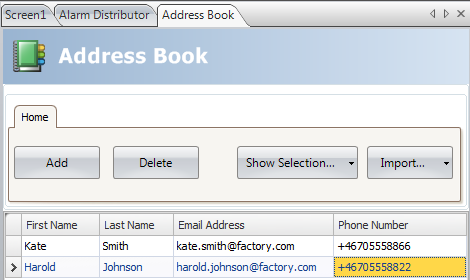 Screen1 Alarm Distributor Address Book
Address Book
Home
Add Delete Show Selection... Import...
First Name Last Name Email Address Phone Number
Kate Smith kate.smith@factory.com +46705558866
Harold Johnson harold.johnson@factory.com +46705558822